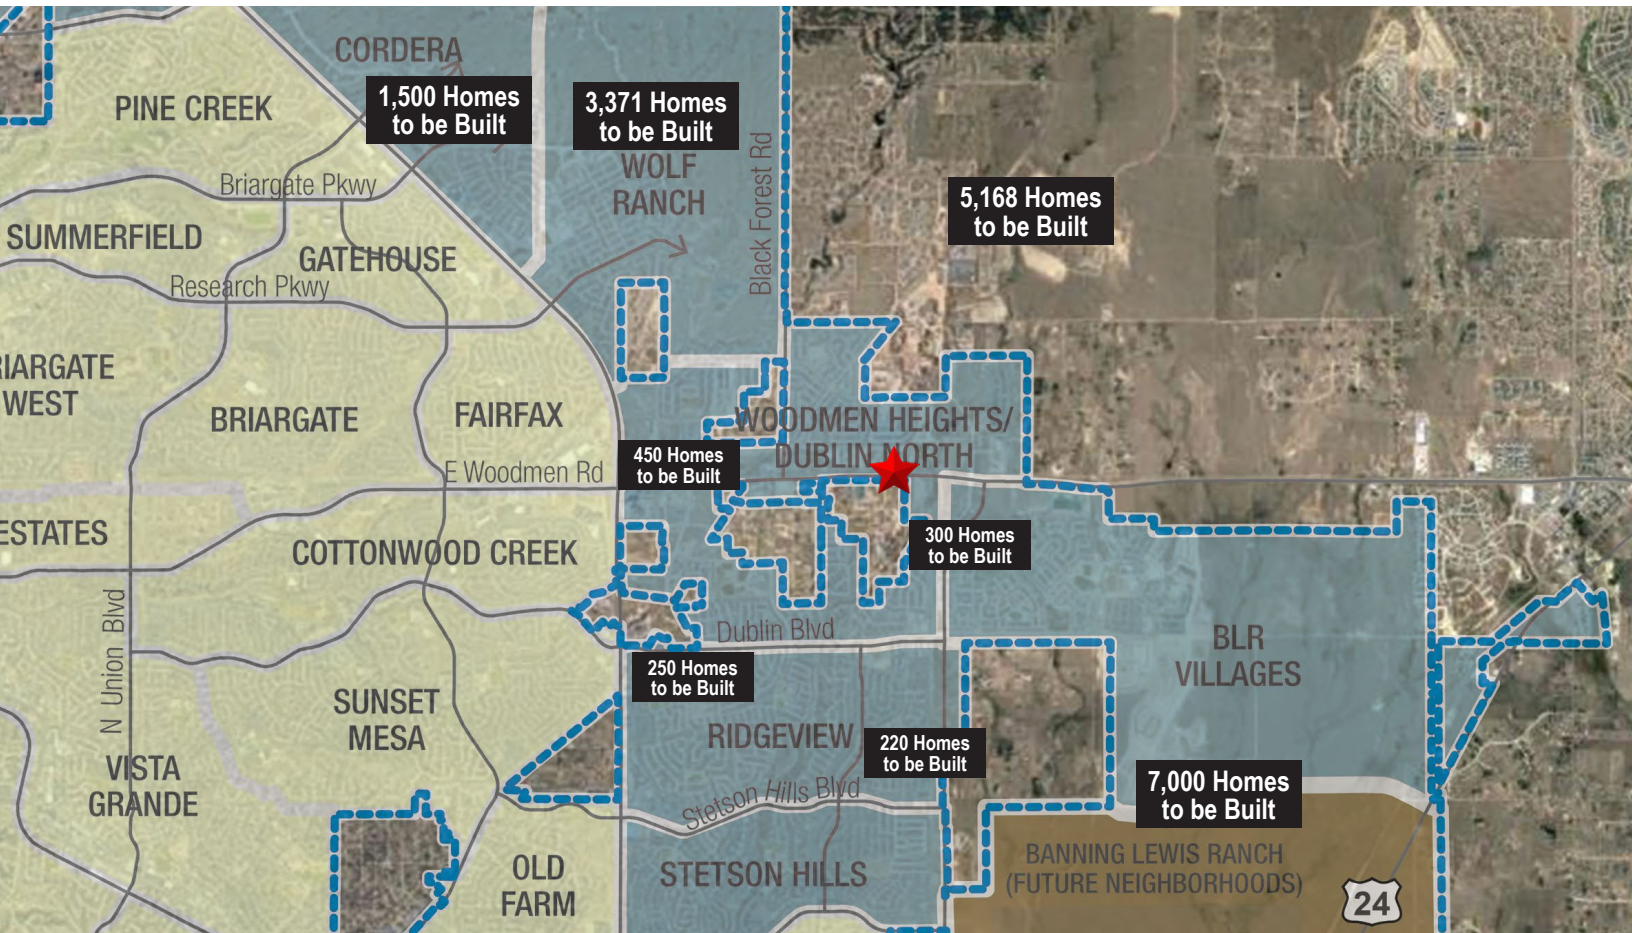 CORDERA
1,500 Homes
to be Built
3,371 Homes
to be Built
PINE CREEK
WOLF
RANCH
Black Forest Rd
Briargate Pkwy
5,168 Homes
to be Built
SUMMERFIELD
GATEHOUSE
Research Pkwy
RIARGATE
WEST
BRIARGATE
FAIRFAX
WOODMEN HEIGHTS/
DUBLIN NORTH
450 Homes
to be Built
E Woodmen Rd
ESTATES
COTTONWOOD CREEK
300 Homes
to be Built
N Union Blvd
Dublin Blvd
BLR
VILLAGES
250 Homes
to be Built
SUNSET
MESA
RIDGEVIEW
220 Homes
to be Built
VISTA
GRANDE
Stetson Hills Blvd
7,000 Homes
to be Built
OLD
FARM
STETSON HILLS
BANNING LEWIS RANCH
(FUTURE NEIGHBORHOODS)
24